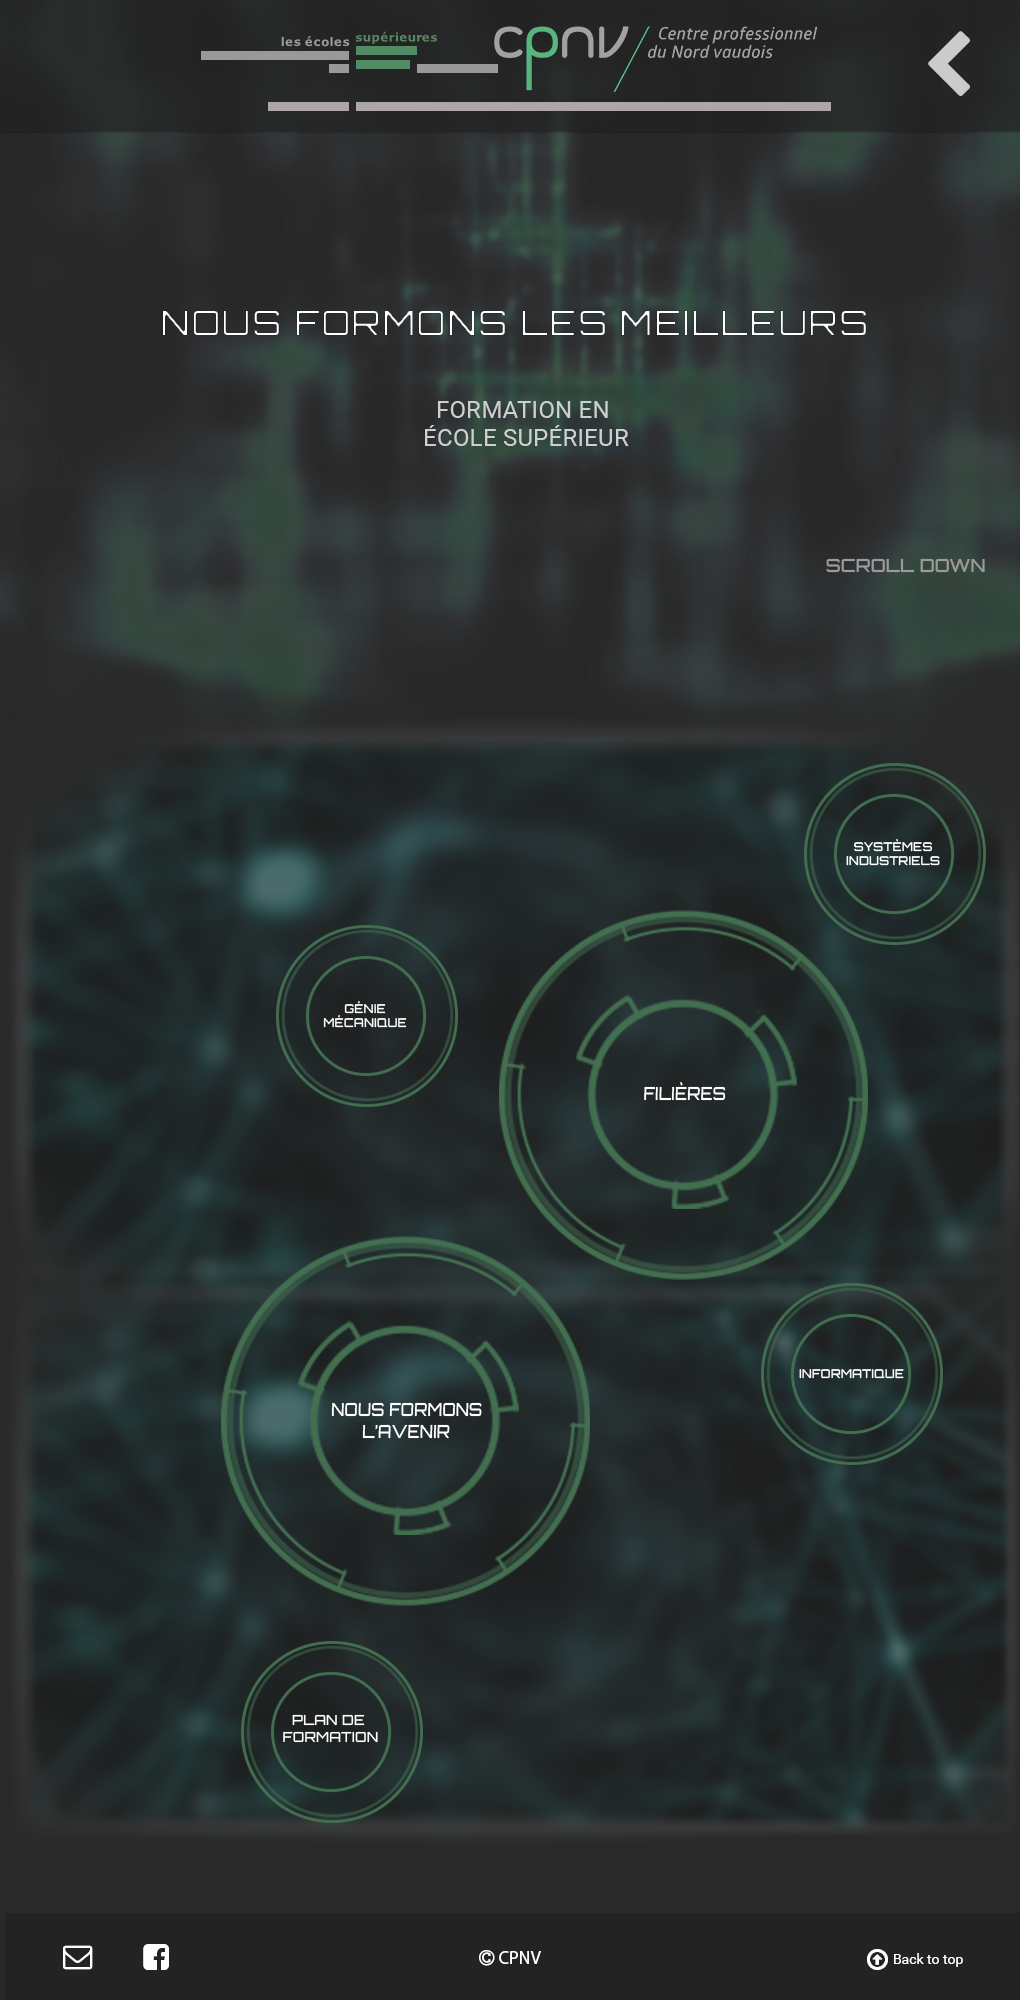 les écoles supérieures
cpnv Centre professionnel
du Nord vaudois
NOUS FORMONS LES MEILLEURS
FORMATION EN
ÉCOLE SUPÉRIEUR
SCROLL DOWN
SYSTÈMES
INDUSTRIELS
GÉNIE
MÉCANIQUE
FILIÈRES
INFORMATIQUE
NOUS FORMONS
L'AVENIR
PLAN DE
FORMATION
© CPNV
Back to top